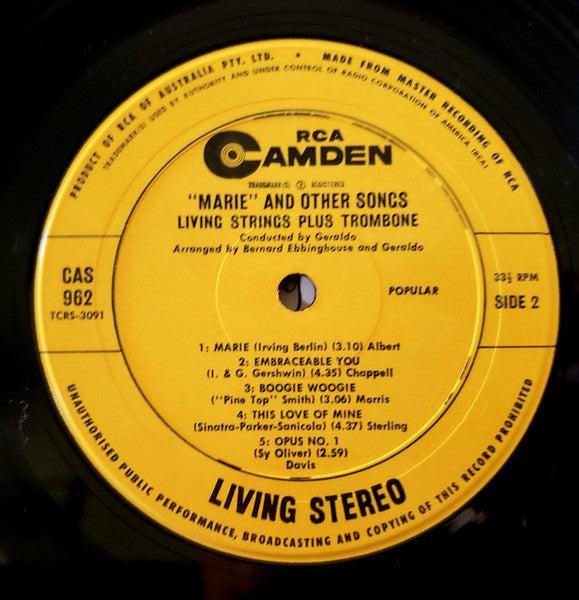 PRODUCT OF RCA OF AUSTRALIA PTY. LTD. • MADE FROM MASTER RECORDING OF RCA
TRADEMARK(S) USED BY AUTHORITY AND UNDER CONTROL OF RADIO CORPORATION OF AMERICA (RCA)
RCA
CAMDEN
TRADEMARK(S) ® REGISTERED
"MARIE" AND OTHER SONGS
LIVING STRINGS PLUS TROMBONE
Conducted by Geraldo
Arranged by Bernard Ebbinghouse and Geraldo
CAS
962
TCRS-3091
POPULAR
33⅓ RPM
SIDE 2
1: MARIE (Irving Berlin) (3.10) Albert
2: EMBRACEABLE YOU
(I. & G. Gershwin) (4.35) Chappell
3: BOOGIE WOOGIE
("Pine Top" Smith) (3.06) Morris
4: THIS LOVE OF MINE
(Sinatra-Parker-Sanicola) (4.37) Sterling
5: OPUS NO. 1
(Sy Oliver) (2.59)
Davis
LIVING STEREO
UNAUTHORISED PUBLIC PERFORMANCE, BROADCASTING AND COPYING OF THIS RECORD PROHIBITED